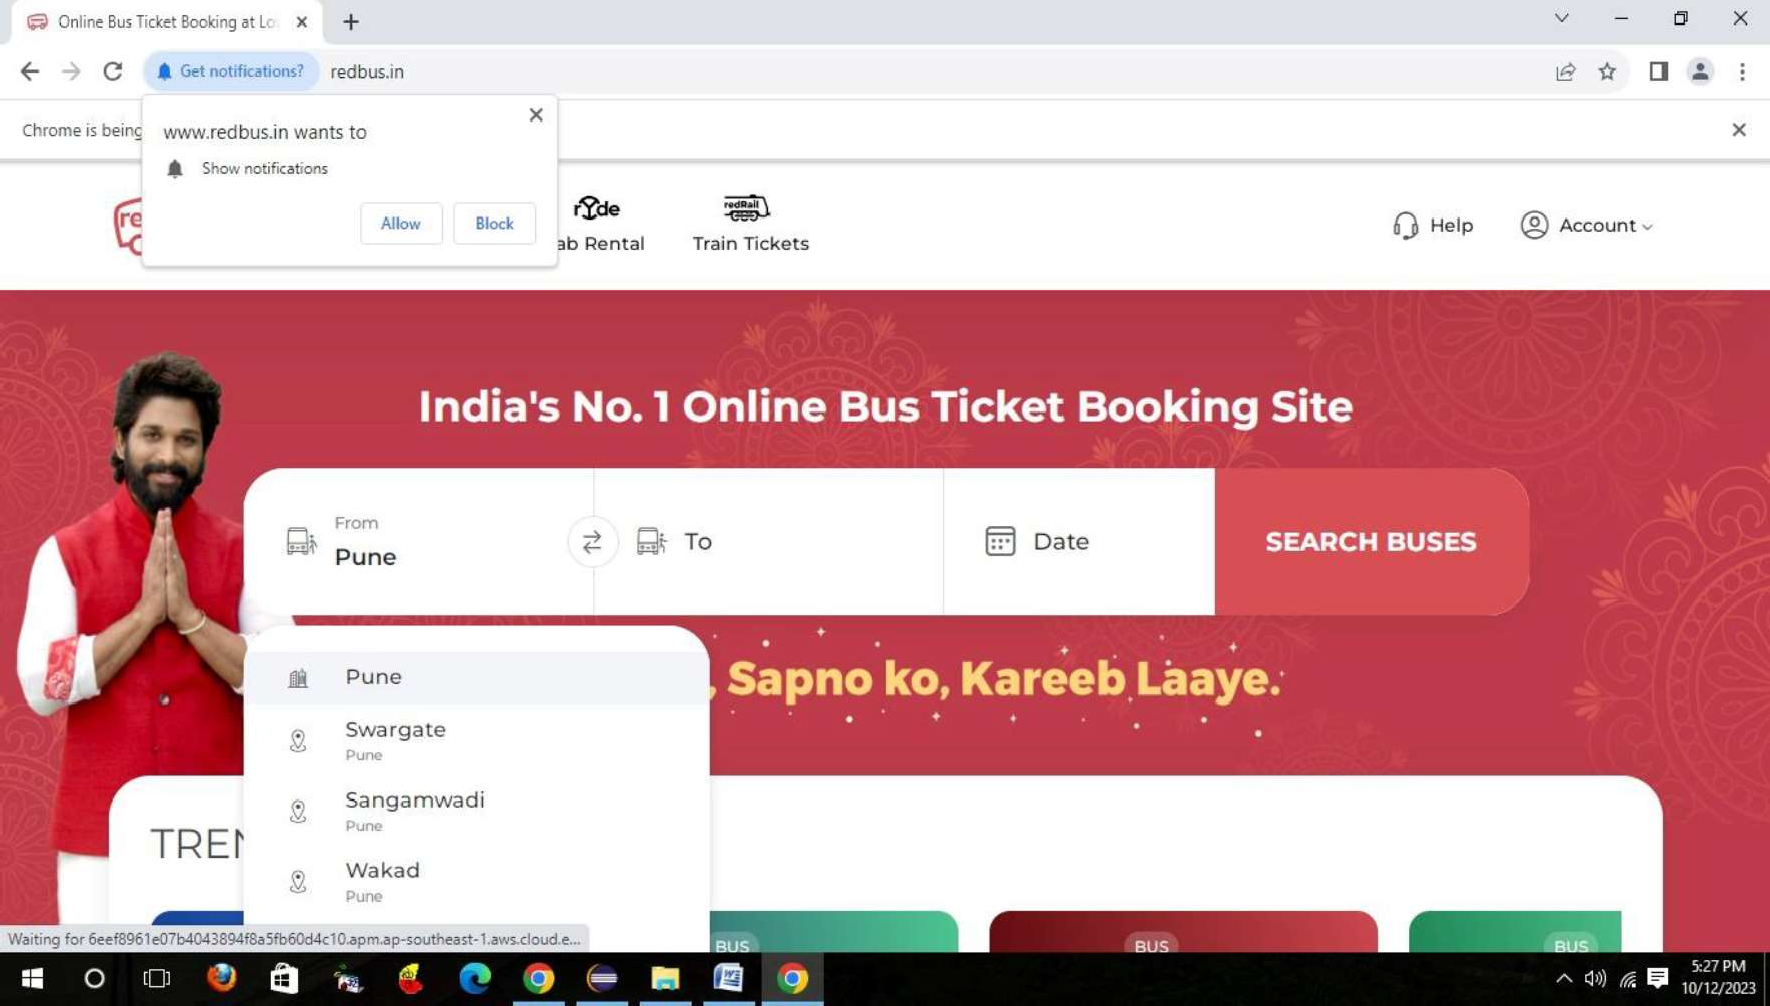 Online Bus Ticket Booking at Lo
Get notifications?
redbus.in
Chrome is being
www.redbus.in wants to
Show notifications
Allow
Block
re
rYde
ab Rental
redRail
Train Tickets
Help
Account
India's No. 1 Online Bus Ticket Booking Site
From
Pune
To
Date
SEARCH BUSES
, Sapno ko, Kareeb Laaye.
Pune
Swargate
Pune
Sangamwadi
Pune
Wakad
Pune
TREN
BUS
BUS
BUS
Waiting for 6eef8961e07b4043894f8a5fb60d4c10.apm.ap-southeast-1.aws.cloud.e...
5:27 PM
10/12/2023